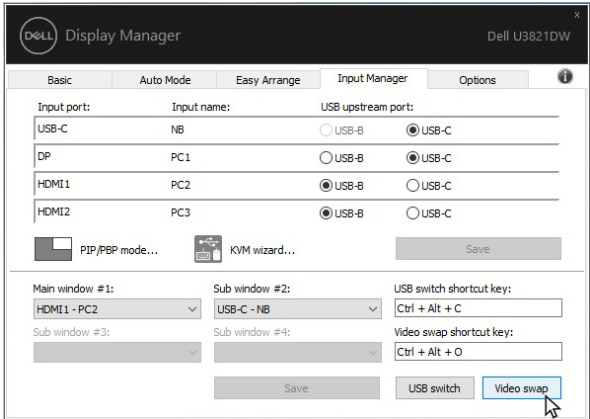 x
DELL Display Manager Dell U3821DW
Basic Auto Mode Easy Arrange Input Manager Options i
Input port: Input name: USB upstream port:
USB-C NB USB-B USB-C
DP PC1 USB-B USB-C
HDMI1 PC2 USB-B USB-C
HDMI2 PC3 USB-B USB-C
PIP/PBP mode... KVM wizard... Save
Main window #1: Sub window #2: USB switch shortcut key:
HDMI1 - PC2 USB-C - NB Ctrl + Alt + C
Sub window #3: Sub window #4: Video swap shortcut key:
Ctrl + Alt + O
Save USB switch Video swap